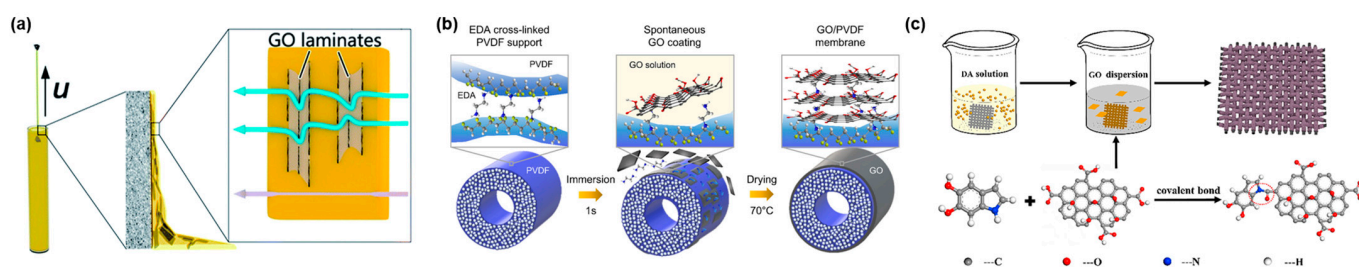 (a)
u
GO laminates
(b)
EDA cross-linked
PVDF support
PVDF
EDA
PVDF
Immersion
1s
Spontaneous
GO coating
GO solution
Drying
70°C
GO/PVDF
membrane
GO
(c)
DA solution
GO dispersion
+
covalent bond
---C
---O
---N
---H